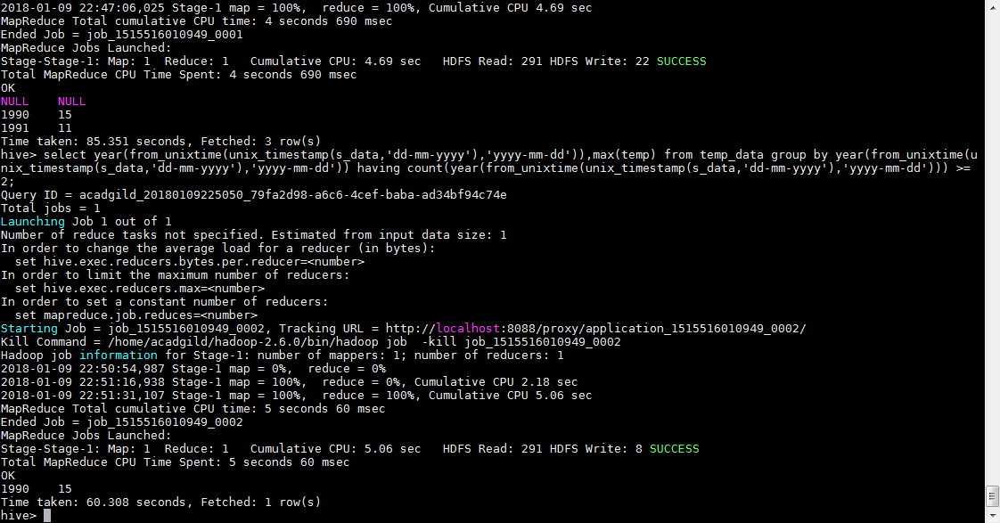 2018-01-09 22:47:06,025 Stage-1 map = 100%,  reduce = 100%, Cumulative CPU 4.69 sec
MapReduce Total cumulative CPU time: 4 seconds 690 msec
Ended Job = job_1515516010949_0001
MapReduce Jobs Launched:
Stage-Stage-1: Map: 1  Reduce: 1   Cumulative CPU: 4.69 sec   HDFS Read: 291 HDFS Write: 22 SUCCESS
Total MapReduce CPU Time Spent: 4 seconds 690 msec
OK
NULL    NULL
1990    15
1991    11
Time taken: 85.351 seconds, Fetched: 3 row(s)
hive> select year(from_unixtime(unix_timestamp(s_data,'dd-mm-yyyy'),'yyyy-mm-dd')),max(temp) from temp_data group by year(from_unixtime(u
nix_timestamp(s_data,'dd-mm-yyyy'),'yyyy-mm-dd')) having count(year(from_unixtime(unix_timestamp(s_data,'dd-mm-yyyy'),'yyyy-mm-dd'))) >=
2;
Query ID = acadgild_20180109225050_79fa2d98-a6c6-4cef-baba-ad34bf94c74e
Total jobs = 1
Launching Job 1 out of 1
Number of reduce tasks not specified. Estimated from input data size: 1
In order to change the average load for a reducer (in bytes):
  set hive.exec.reducers.bytes.per.reducer=<number>
In order to limit the maximum number of reducers:
  set hive.exec.reducers.max=<number>
In order to set a constant number of reducers:
  set mapreduce.job.reduces=<number>
Starting Job = job_1515516010949_0002, Tracking URL = http://localhost:8088/proxy/application_1515516010949_0002/
Kill Command = /home/acadgild/hadoop-2.6.0/bin/hadoop job  -kill job_1515516010949_0002
Hadoop job information for Stage-1: number of mappers: 1; number of reducers: 1
2018-01-09 22:50:54,987 Stage-1 map = 0%,  reduce = 0%
2018-01-09 22:51:16,938 Stage-1 map = 100%,  reduce = 0%, Cumulative CPU 2.18 sec
2018-01-09 22:51:31,107 Stage-1 map = 100%,  reduce = 100%, Cumulative CPU 5.06 sec
MapReduce Total cumulative CPU time: 5 seconds 60 msec
Ended Job = job_1515516010949_0002
MapReduce Jobs Launched:
Stage-Stage-1: Map: 1  Reduce: 1   Cumulative CPU: 5.06 sec   HDFS Read: 291 HDFS Write: 8 SUCCESS
Total MapReduce CPU Time Spent: 5 seconds 60 msec
OK
1990    15
Time taken: 60.308 seconds, Fetched: 1 row(s)
hive>